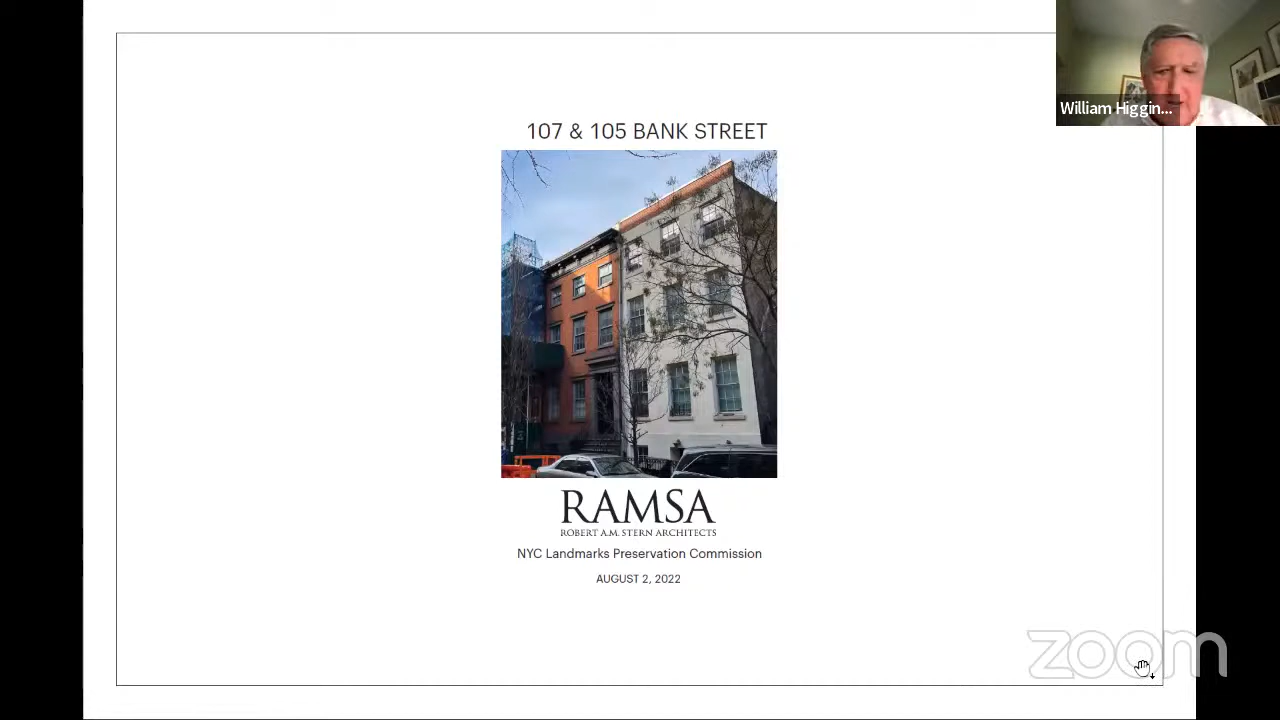 107 & 105 BANK STREET
William Higgin...
RAMSA
ROBERT A.M. STERN ARCHITECTS
NYC Landmarks Preservation Commission
AUGUST 2, 2022
zoom